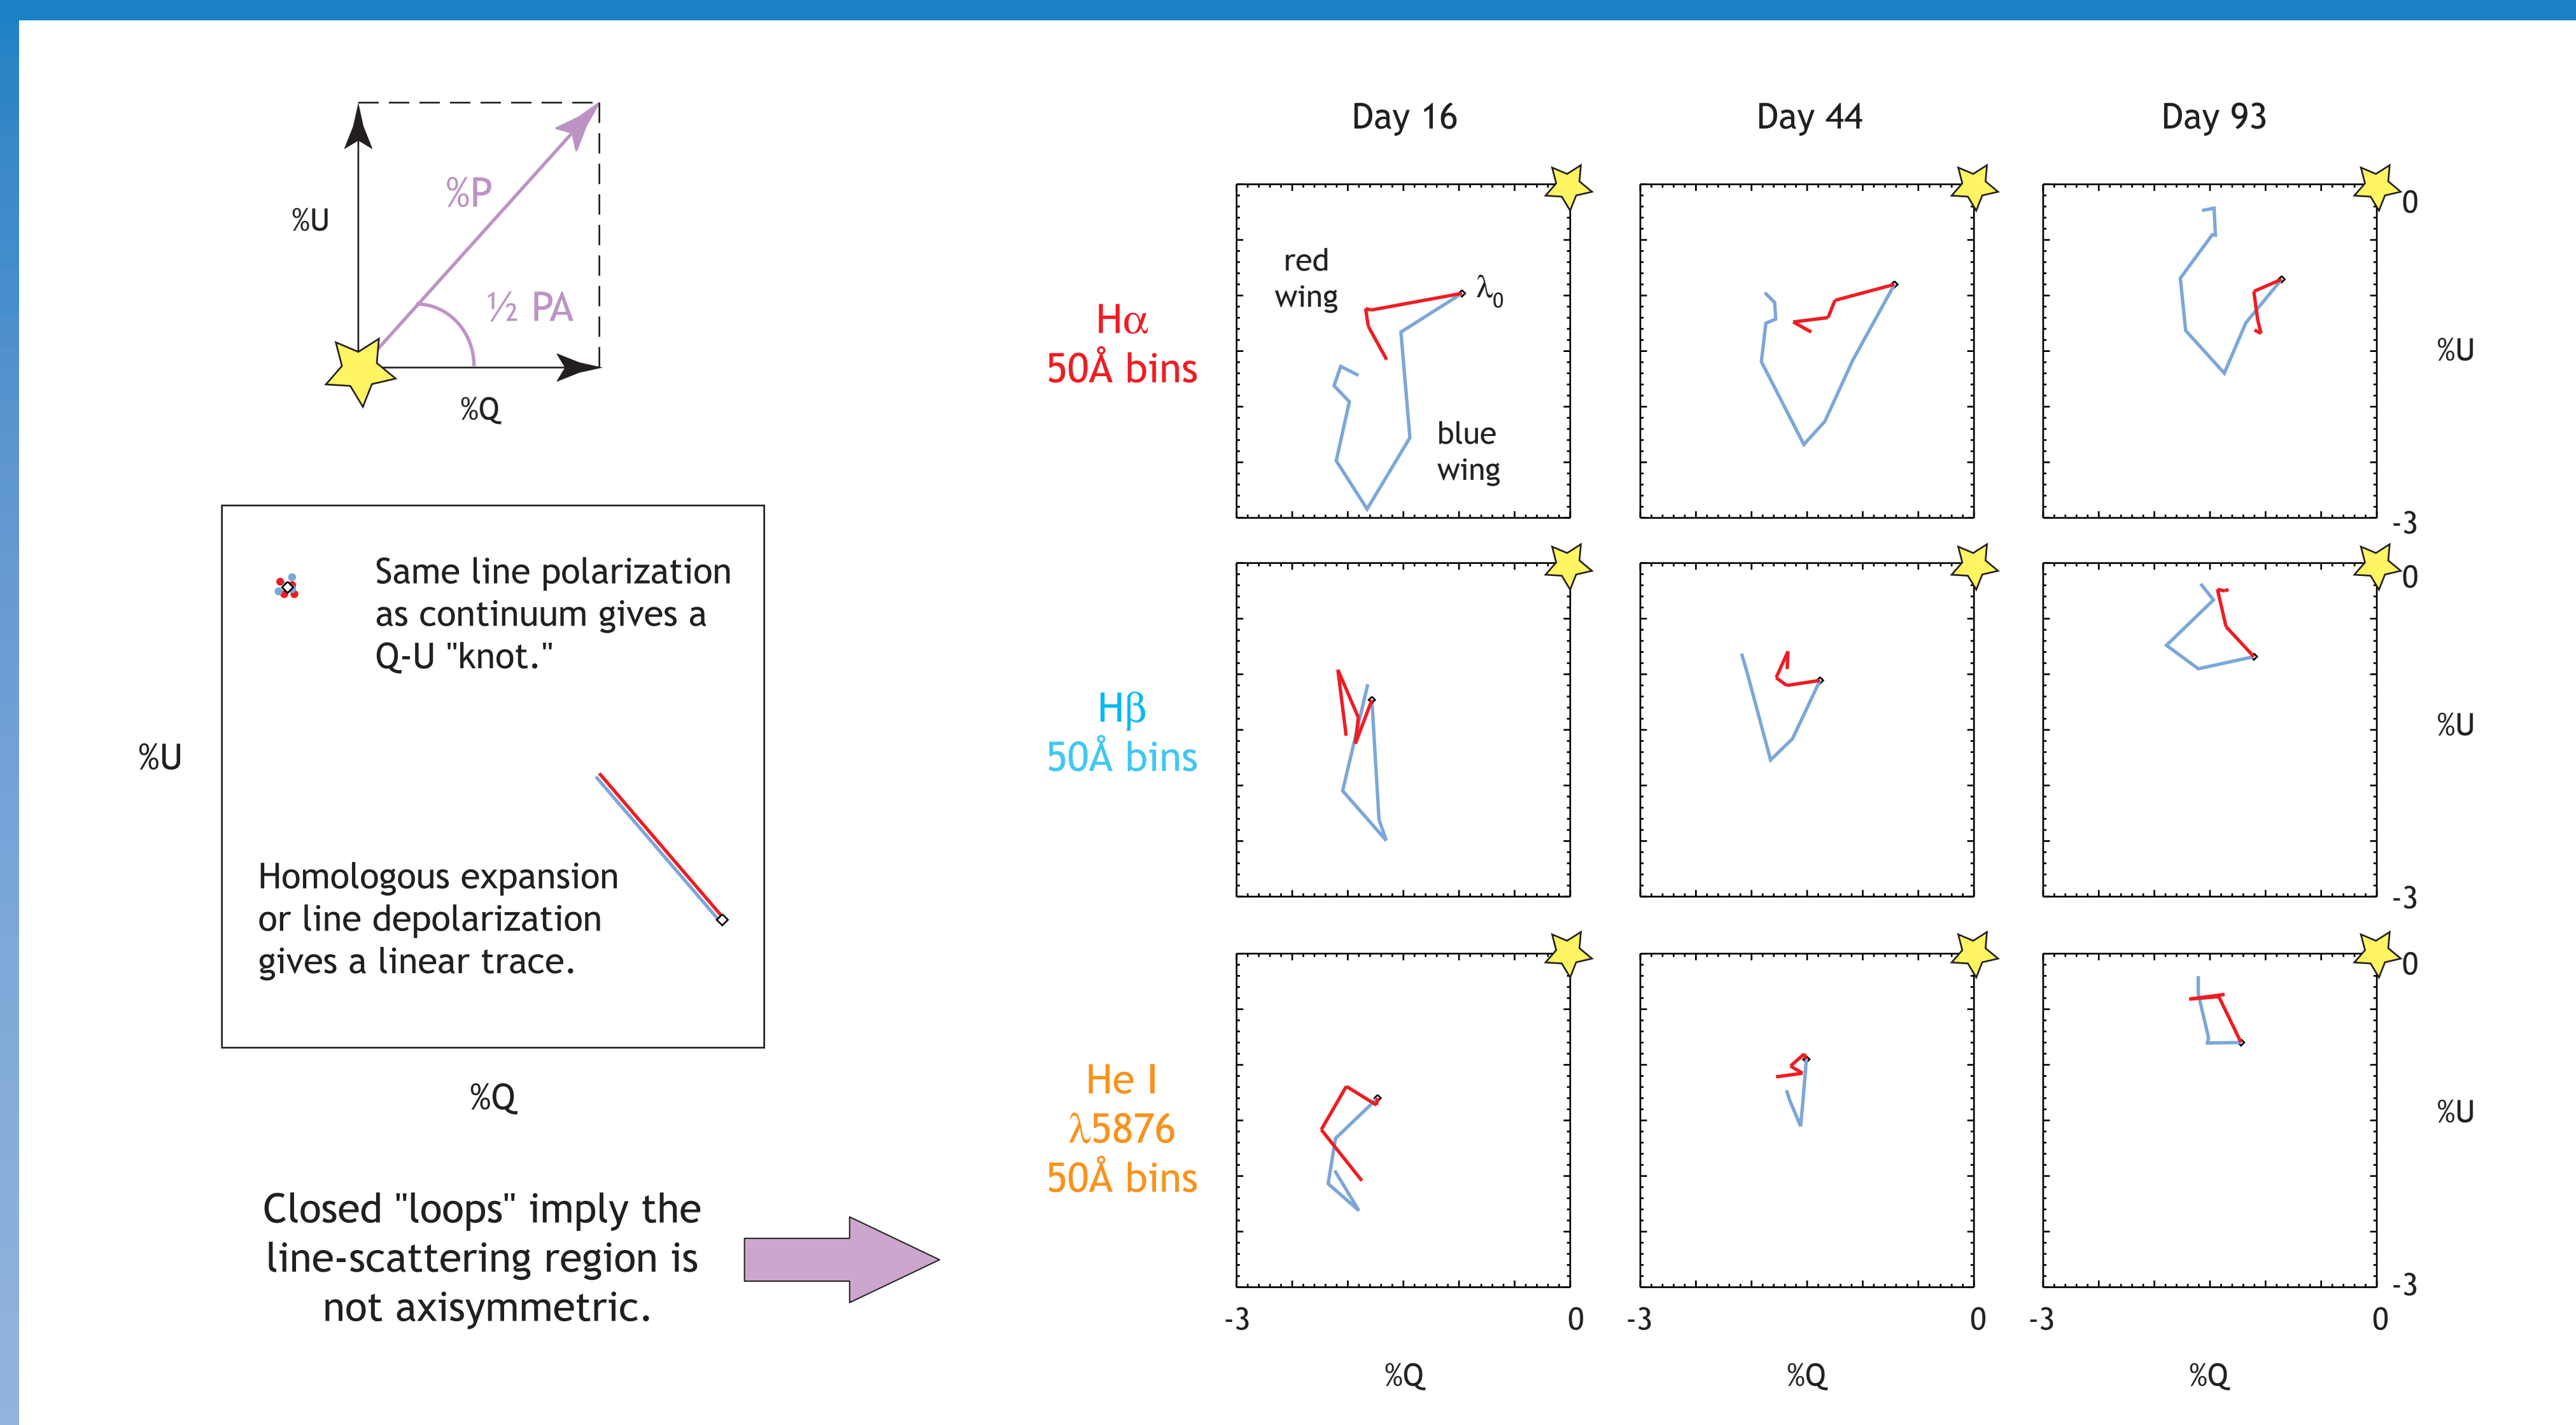 %U
%P
½ PA
%Q
Same line polarization
as continuum gives a
Q-U "knot."
%U
Homologous expansion
or line depolarization
gives a linear trace.
%Q
Closed "loops" imply the
line-scattering region is
not axisymmetric.
Day 16
Day 44
Day 93
Hα
50Å bins
red
wing
λ0
blue
wing
0
%U
-3
Hβ
50Å bins
0
%U
-3
He I
λ5876
50Å bins
0
%U
-3
-3
0
-3
0
-3
0
%Q
%Q
%Q